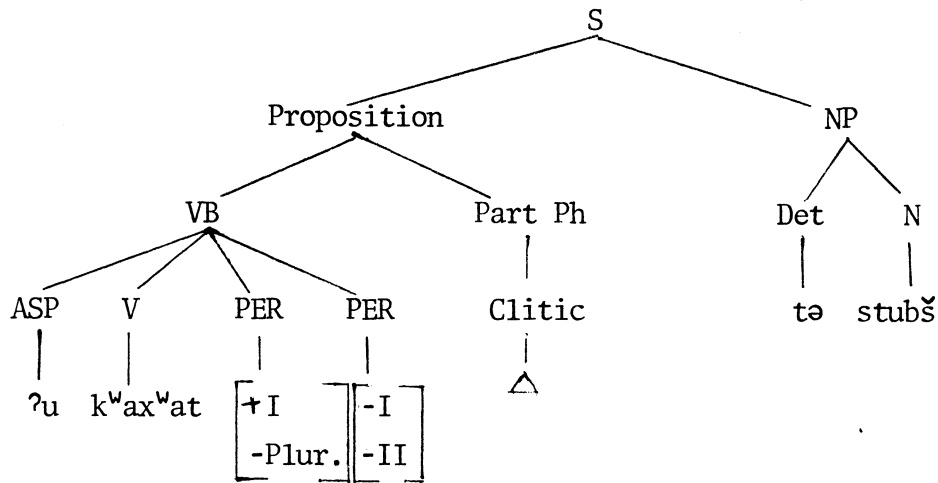 S
Proposition NP
VB Part Ph Det N
ASP V PER PER Clitic tə stubš
ʔu kʷaxʷat +I -I △
-Plur. -II